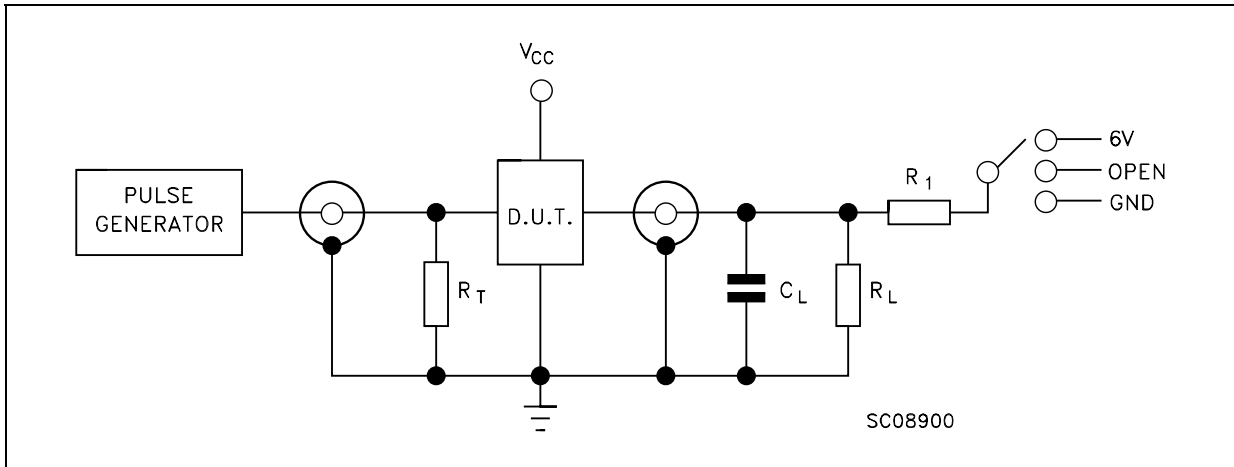 VCC
PULSE
GENERATOR
D.U.T.
RT
CL
RL
R1
6V
OPEN
GND
SC08900